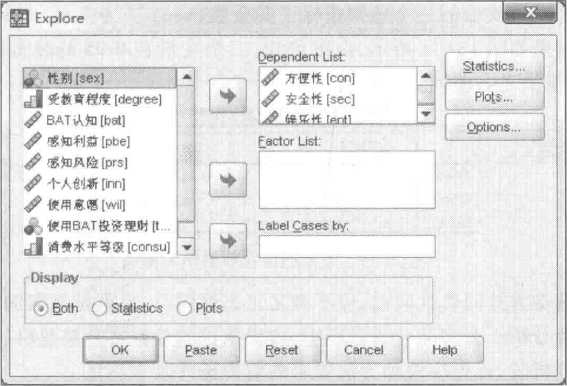 Explore
性别 [sex]
受教育程度 [degree]
BAT认知 [bat]
感知利益 [pbe]
感知风险 [prs]
个人创新 [inn]
使用意愿 [wil]
使用BAT投资理财 [t...
消费水平等级 [consu]
Dependent List:
方便性 [con]
安全性 [sec]
娱乐性 [ent]
Factor List:
Label Cases by:
Statistics...
Plots...
Options...
Display
Both
Statistics
Plots
OK
Paste
Reset
Cancel
Help